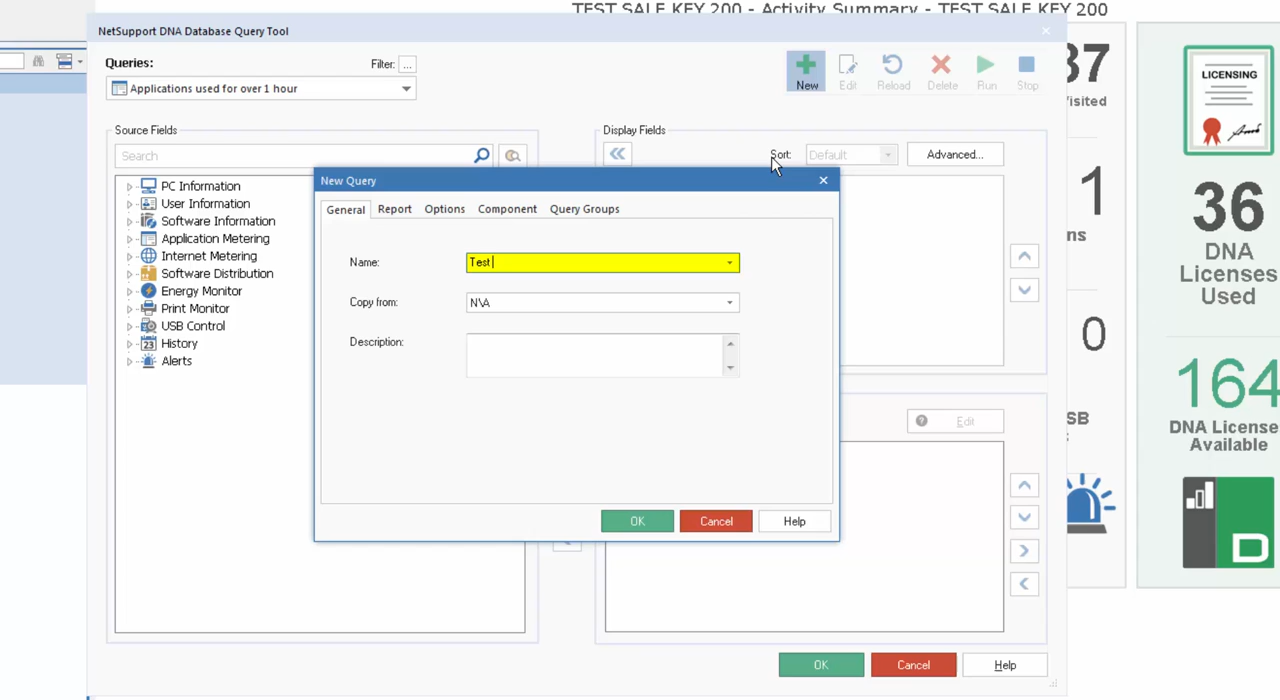 TEST SALE KEY 200 - Activity Summary - TEST SALE KEY 200
NetSupport DNA Database Query Tool
Queries:
Filter: ...
Applications used for over 1 hour
New
Edit
Reload
Delete
Run
Stop
Source Fields
Search
Display Fields
Sort:
Default
Advanced...
PC Information
User Information
Software Information
Application Metering
Internet Metering
Software Distribution
Energy Monitor
Print Monitor
USB Control
23
History
Alerts
New Query
General
Report
Options
Component
Query Groups
Name:
Test
Copy from:
N\A
Description:
OK
Cancel
Help
Edit
OK
Cancel
Help
37
isited
1
ns
0
SB
LICENSING
36
DNA
Licenses
Used
164
DNA License
Available
D